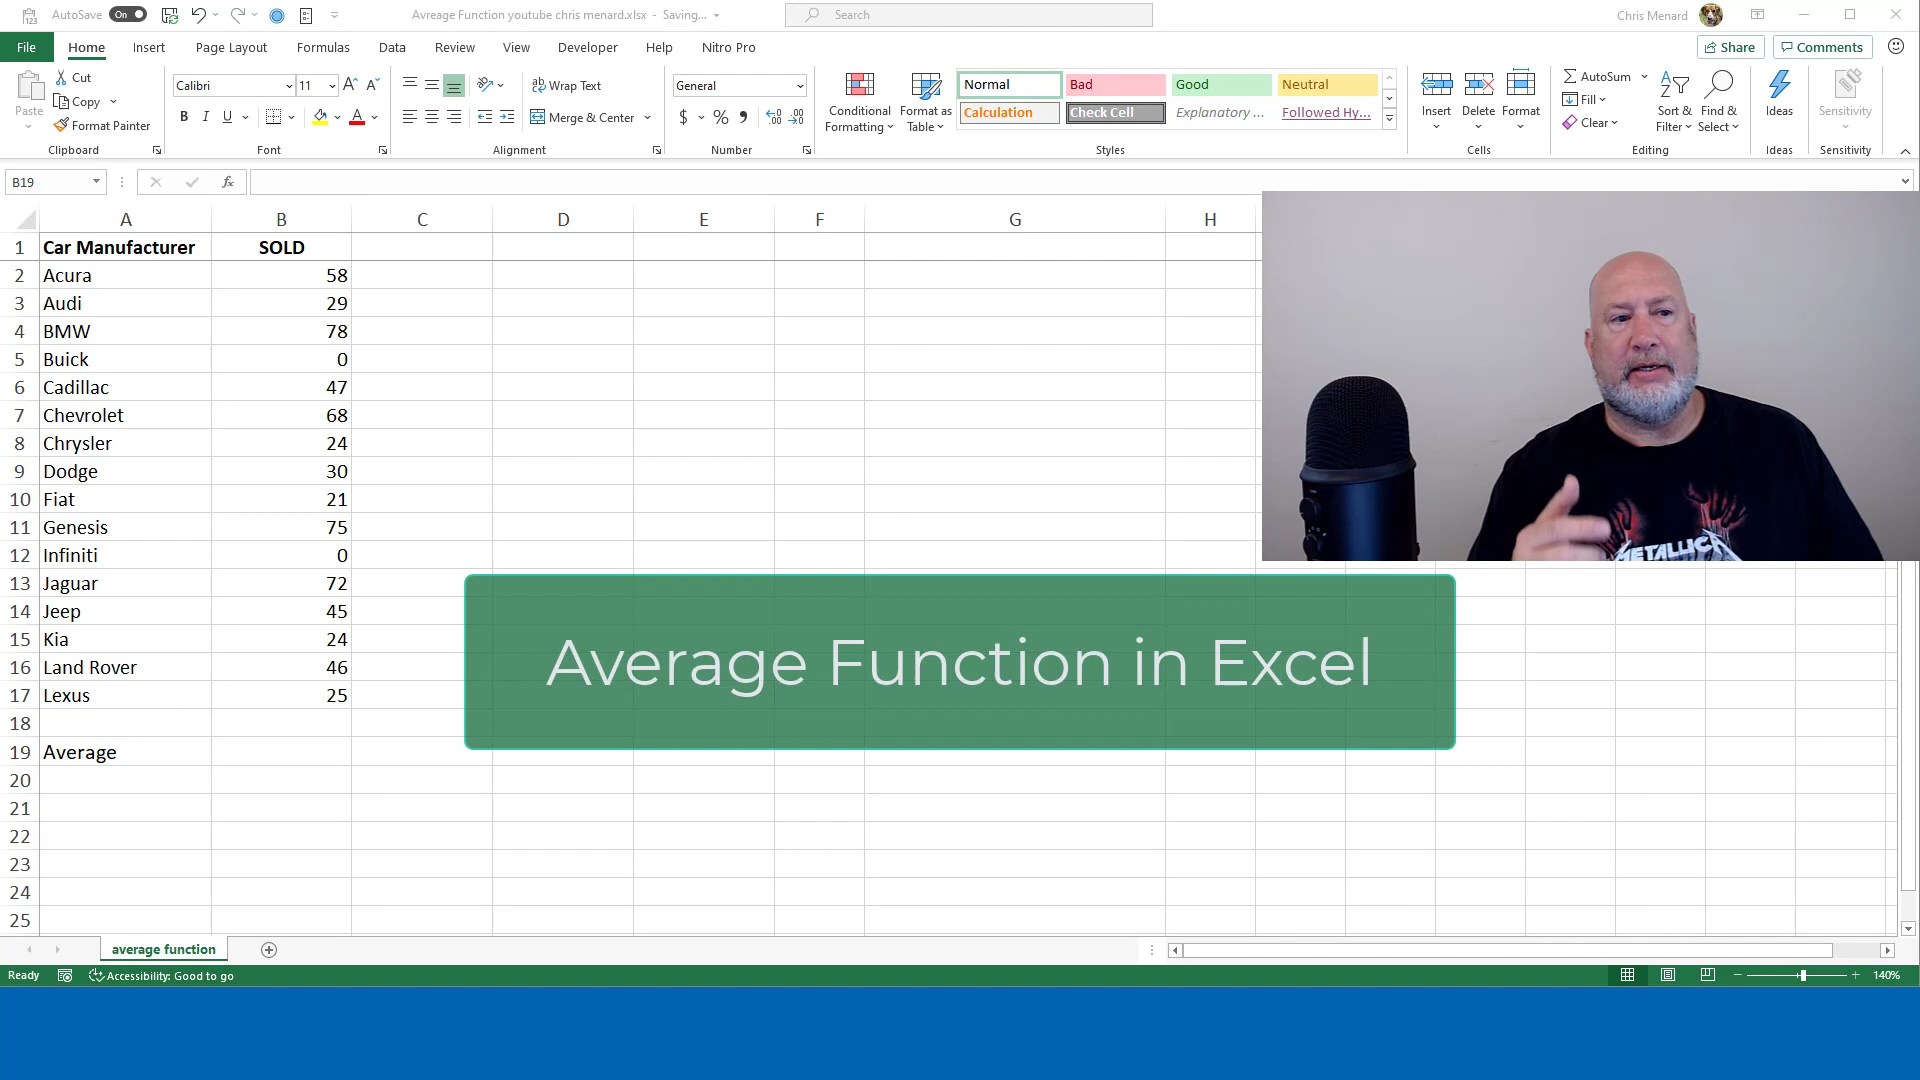 AutoSave On Avreage Function youtube chris menard.xlsx - Saving... Search Chris Menard
File Home Insert Page Layout Formulas Data Review View Developer Help Nitro Pro Share Comments
Paste Cut Copy Format Painter Clipboard
Calibri 11 B I U A Font
Wrap Text Merge & Center Alignment
General $ % Number
Conditional Formatting Format as Table
Normal Bad Good Neutral
Calculation Check Cell Explanatory ... Followed Hy...
Styles
Insert Delete Format Cells
AutoSum Fill Clear Sort & Filter Find & Select Editing
Ideas Ideas
Sensitivity Sensitivity
B19 fx
A B C D E F G H
1 Car Manufacturer SOLD
2 Acura 58
3 Audi 29
4 BMW 78
5 Buick 0
6 Cadillac 47
7 Chevrolet 68
8 Chrysler 24
9 Dodge 30
10 Fiat 21
11 Genesis 75
12 Infiniti 0
13 Jaguar 72
14 Jeep 45
15 Kia 24
16 Land Rover 46
17 Lexus 25
18
19 Average
20
21
22
23
24
25
METALLICA
Average Function in Excel
average function
Ready Accessibility: Good to go 140%